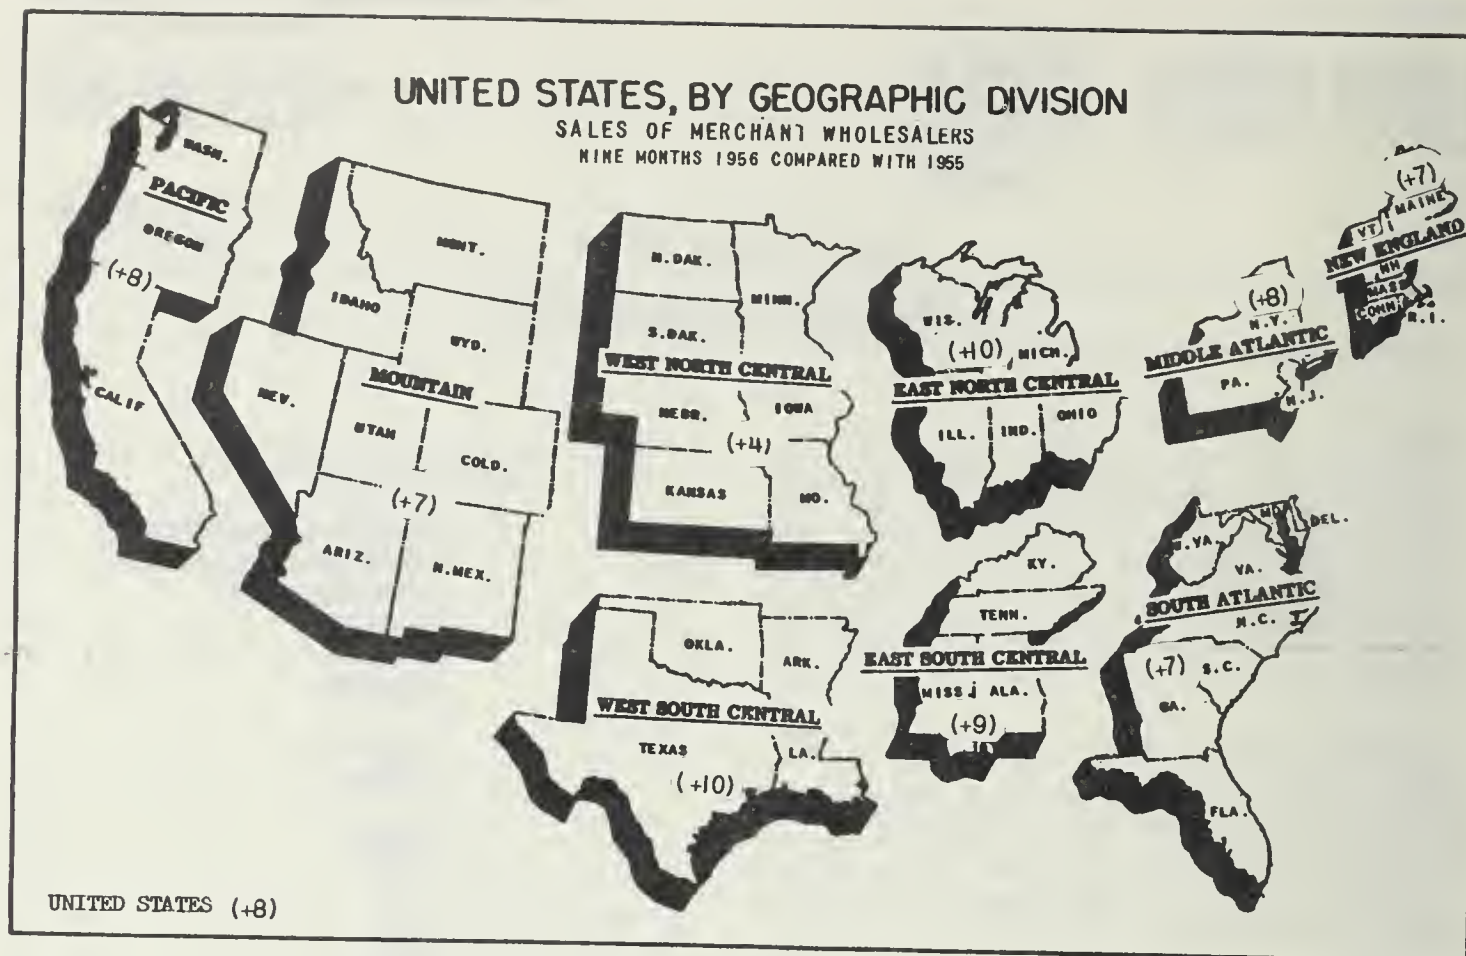 UNITED STATES, BY GEOGRAPHIC DIVISION
SALES OF MERCHANT WHOLESALERS
NINE MONTHS 1956 COMPARED WITH 1955
WASH.
PACIFIC
OREGON
(+8)
CALIF
MONT.
IDAHO
WYO.
MOUNTAIN
NEV.
UTAH
COLO.
(+7)
ARIZ.
N.MEX.
N.DAK.
MINN.
S.DAK.
WEST NORTH CENTRAL
NEBR.
IOWA
(+4)
KANSAS
MO.
WIS.
(+10)
MICH.
EAST NORTH CENTRAL
ILL.
IND.
OHIO
(+8)
N.Y.
MIDDLE ATLANTIC
PA.
N.J.
(+7)
MAINE
VT
NEW ENGLAND
NH
MAS
CONN
R.I.
OKLA.
ARK.
WEST SOUTH CENTRAL
TEXAS
LA.
(+10)
KY.
TENN.
EAST SOUTH CENTRAL
MISS
ALA.
(+9)
MD
DEL.
W.VA.
VA.
SOUTH ATLANTIC
N.C.
(+7)
S.C.
GA.
FLA.
UNITED STATES (+8)